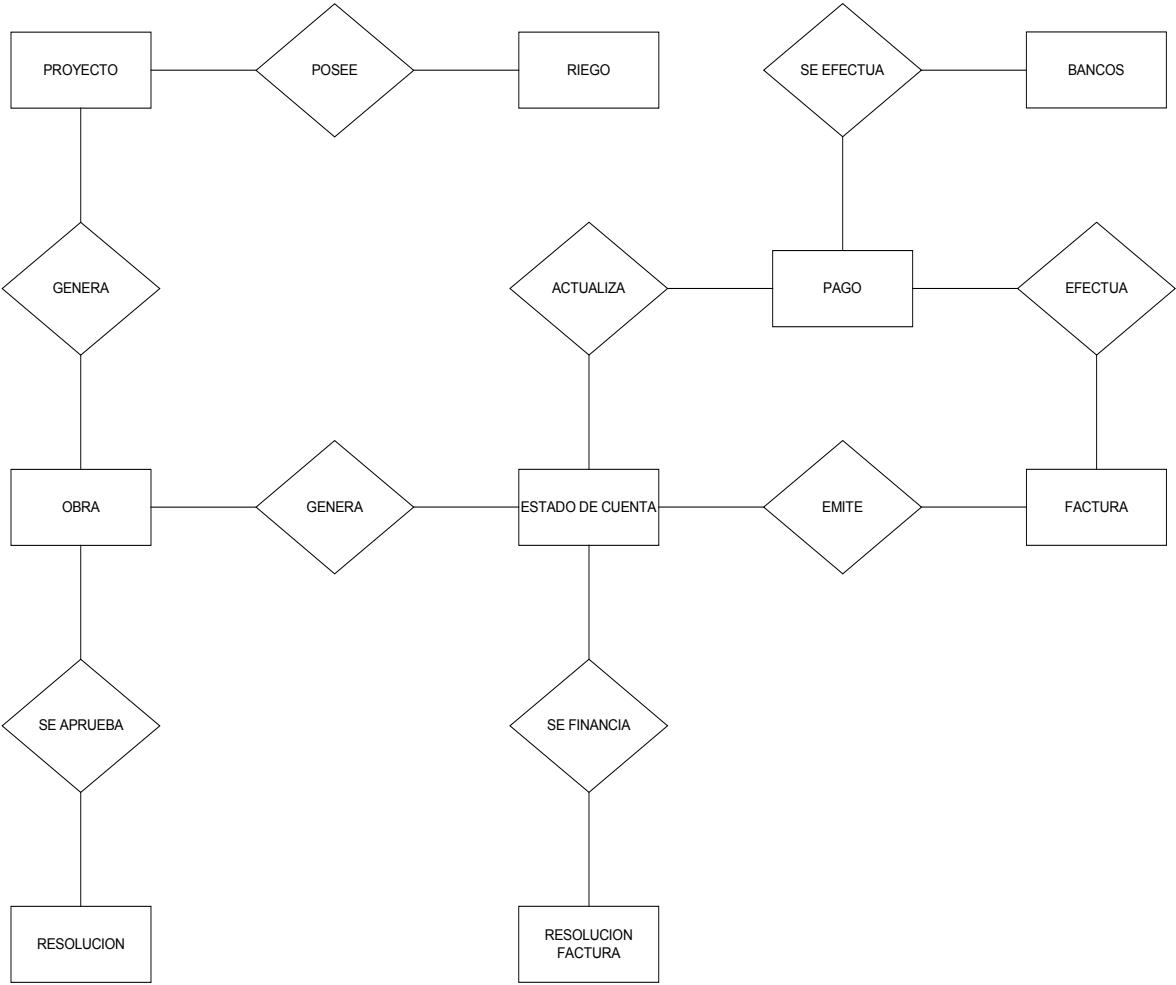 PROYECTO
POSEE
RIEGO
SE EFECTUA
BANCOS
GENERA
ACTUALIZA
PAGO
EFECTUA
OBRA
GENERA
ESTADO DE CUENTA
EMITE
FACTURA
SE APRUEBA
SE FINANCIA
RESOLUCION
RESOLUCION
FACTURA